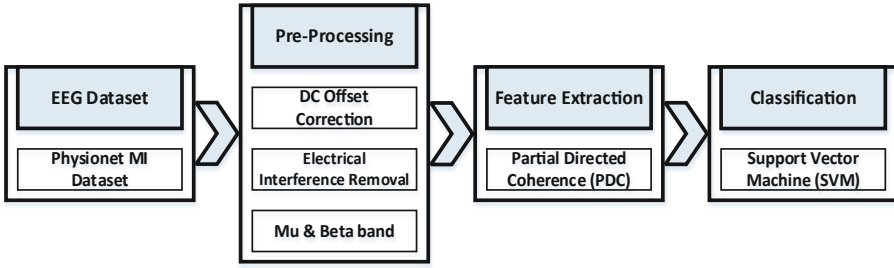 EEG Dataset
Physionet MI
Dataset
Pre-Processing
DC Offset
Correction
Electrical
Interference Removal
Mu & Beta band
Feature Extraction
Partial Directed
Coherence (PDC)
Classification
Support Vector
Machine (SVM)